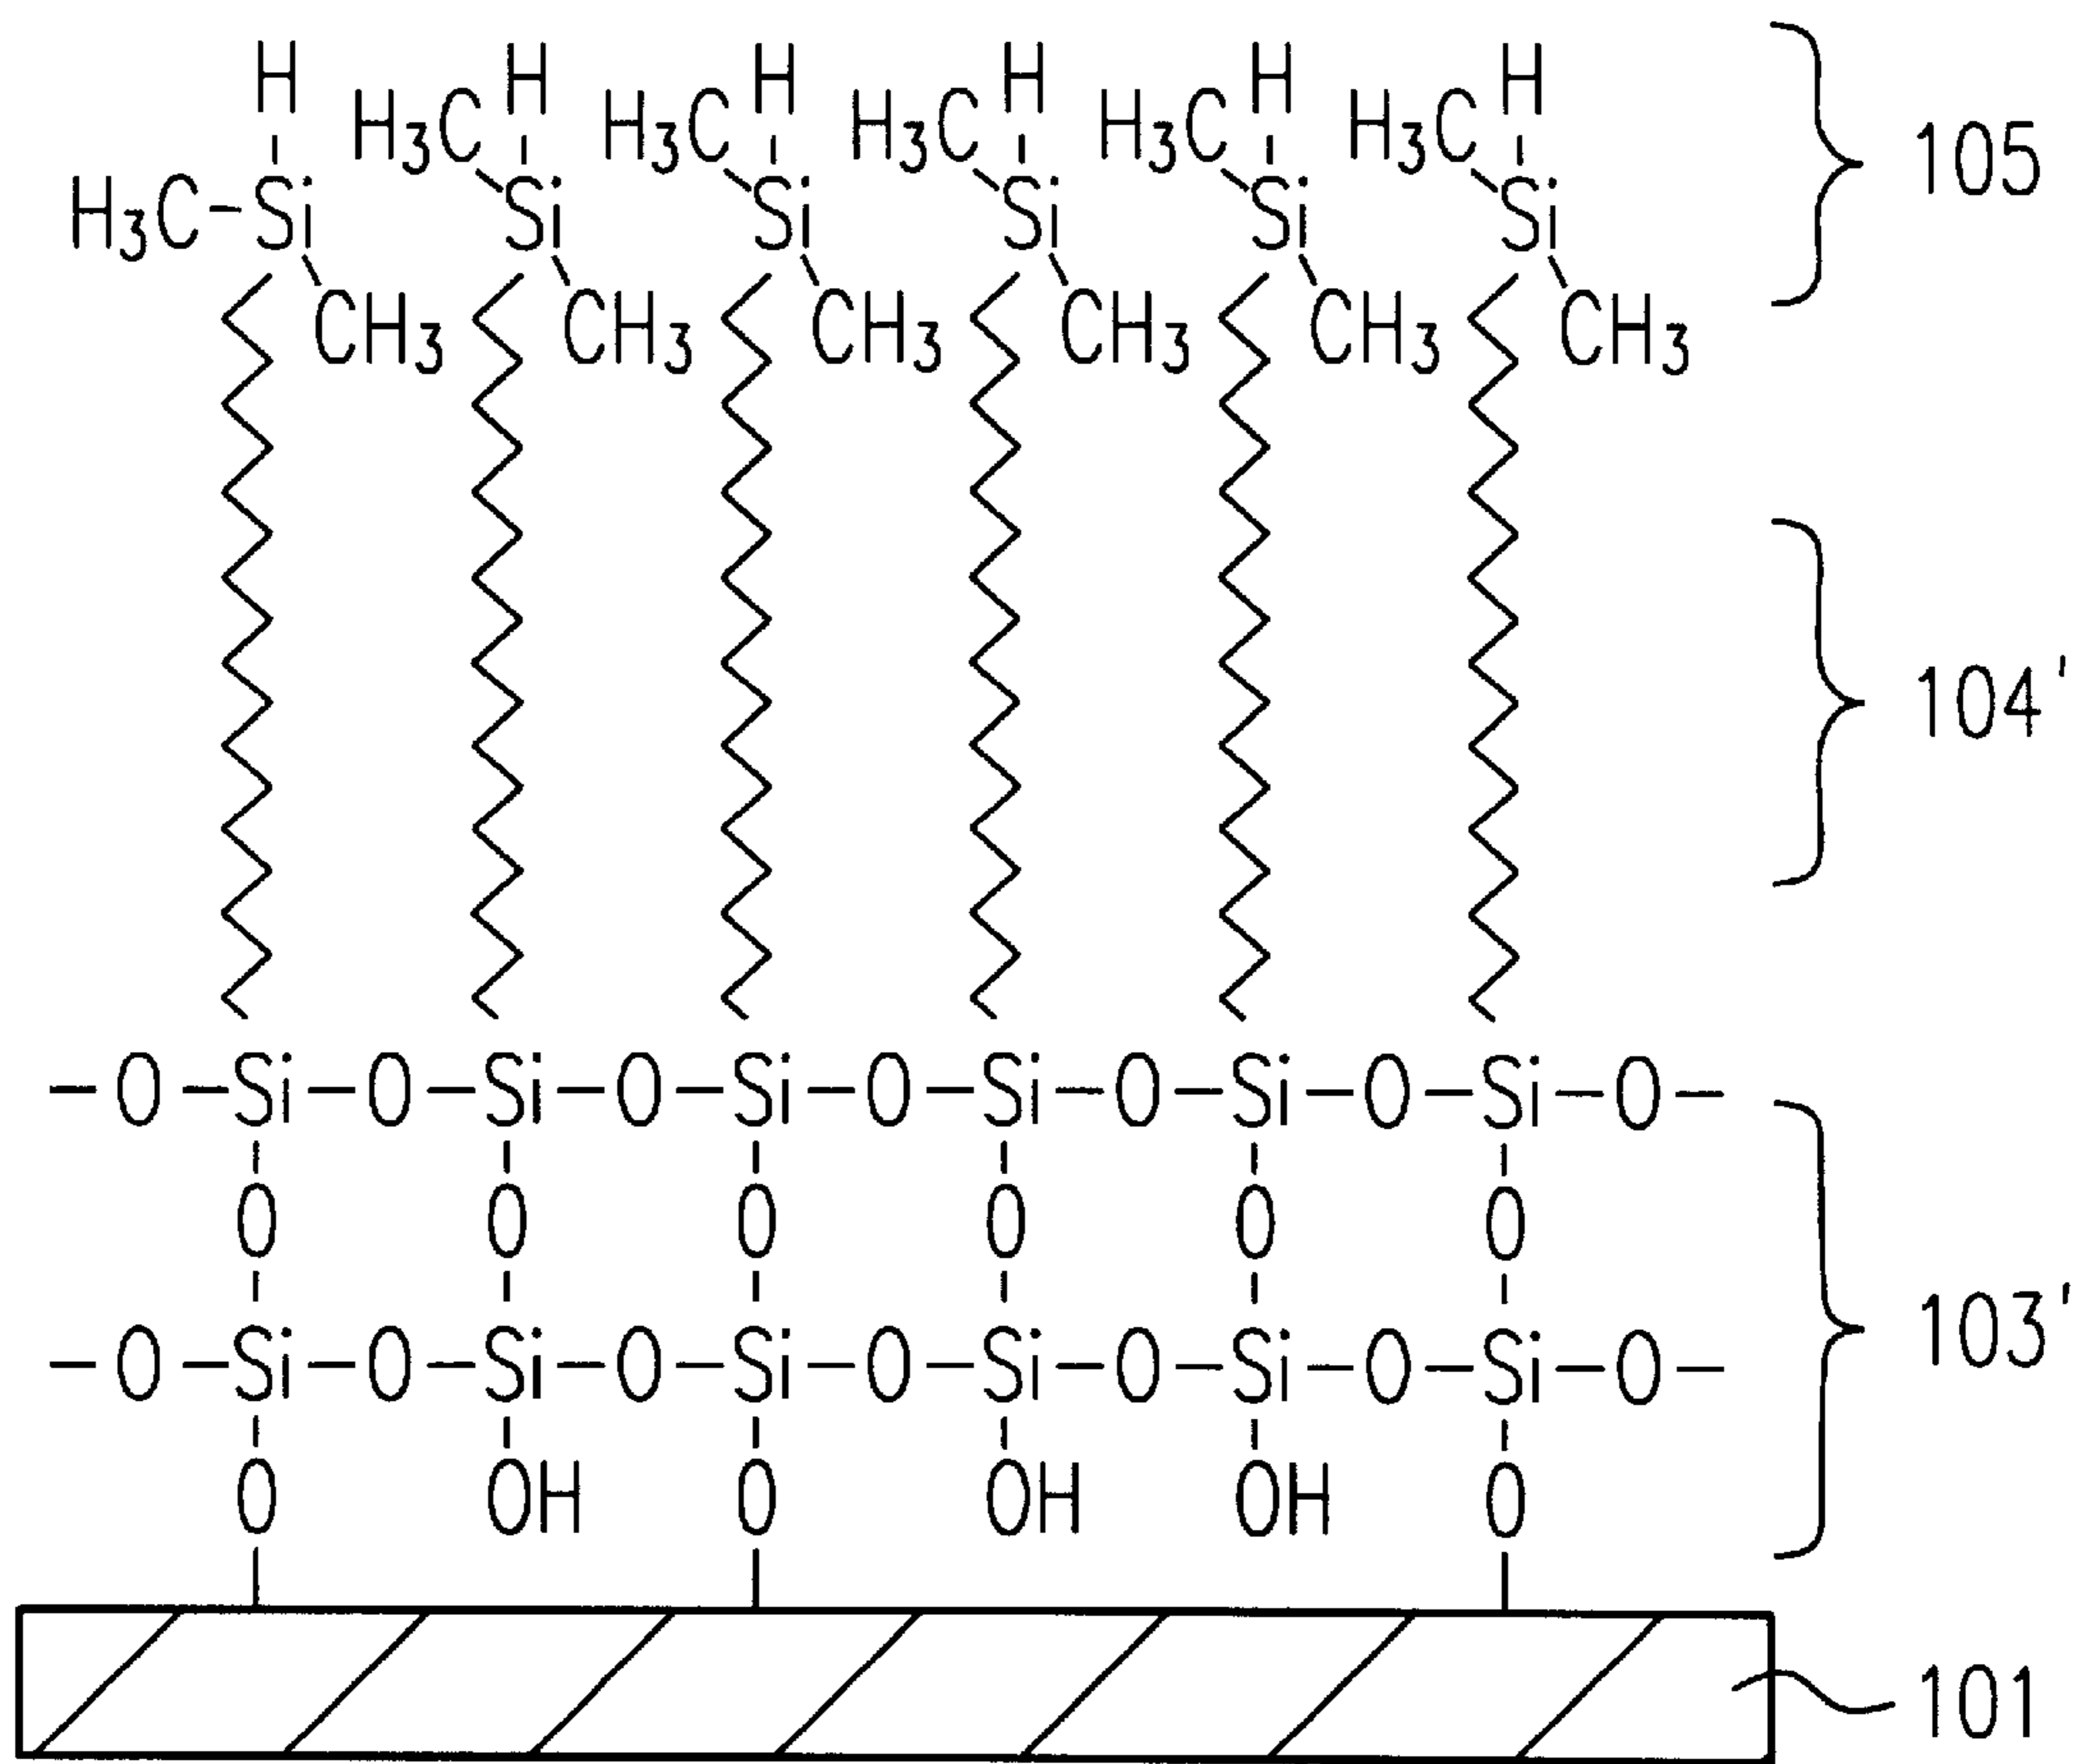 H H H H H H
H₃C H₃C H₃C H₃C H₃C
105
H₃C-Si Si Si Si Si Si
CH₃ CH₃ CH₃ CH₃ CH₃ CH₃
104'
-O-Si-O-Si-O-Si-O-Si-O-Si-O-Si-O-
O O O O O O
103'
-O-Si-O-Si-O-Si-O-Si-O-Si-O-Si-O-
O OH O OH OH O
101